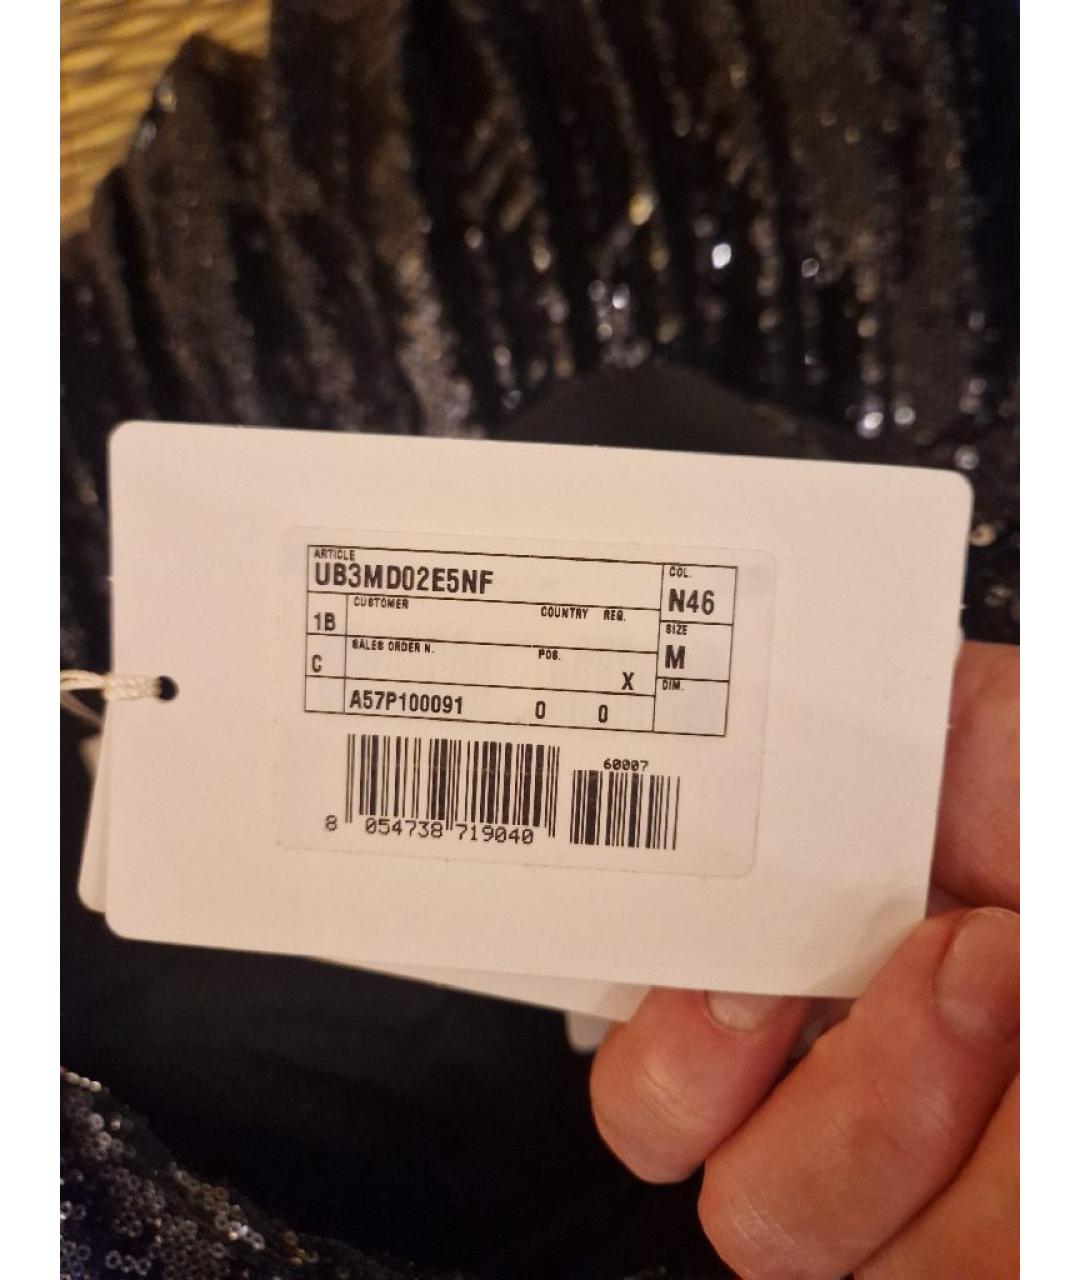 ARTICLE
UB3MD02E5NF
COL.
N46
1B
CUSTOMER
COUNTRY REG.
SIZE
M
C
SALES ORDER N.
POS.
X
DIM.
A57P100091 0 0
60007
8 054738 719040